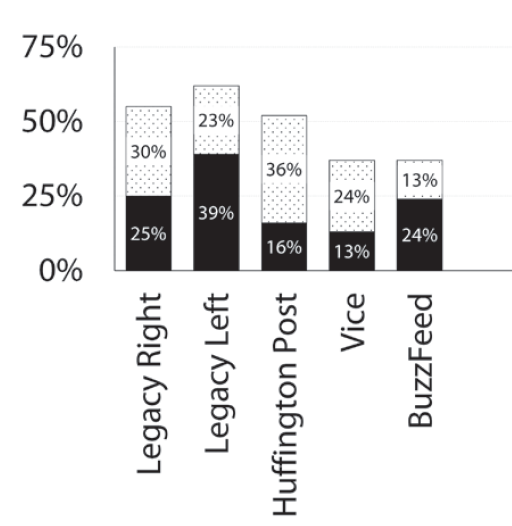 75%
50%
25%
0%
30%
25%
23%
39%
36%
16%
24%
13%
13%
24%
Legacy Right
Legacy Left
Huffington Post
Vice
BuzzFeed